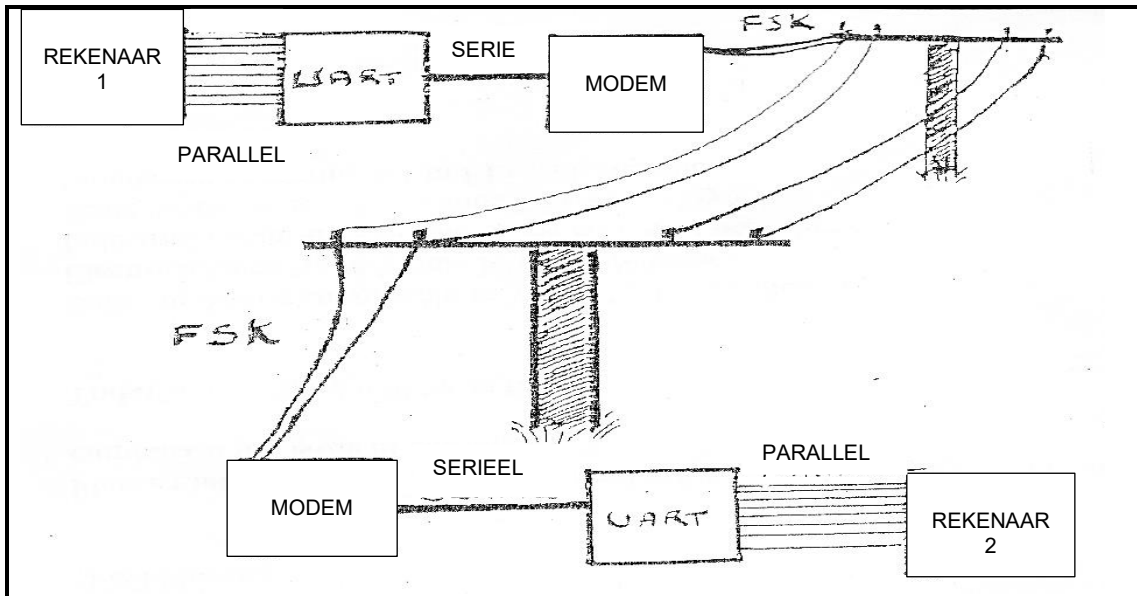 REKENAAR
1
UART
SERIE
MODEM
FSK
PARALLEL
FSK
MODEM
SERIEEL
UART
PARALLEL
REKENAAR
2